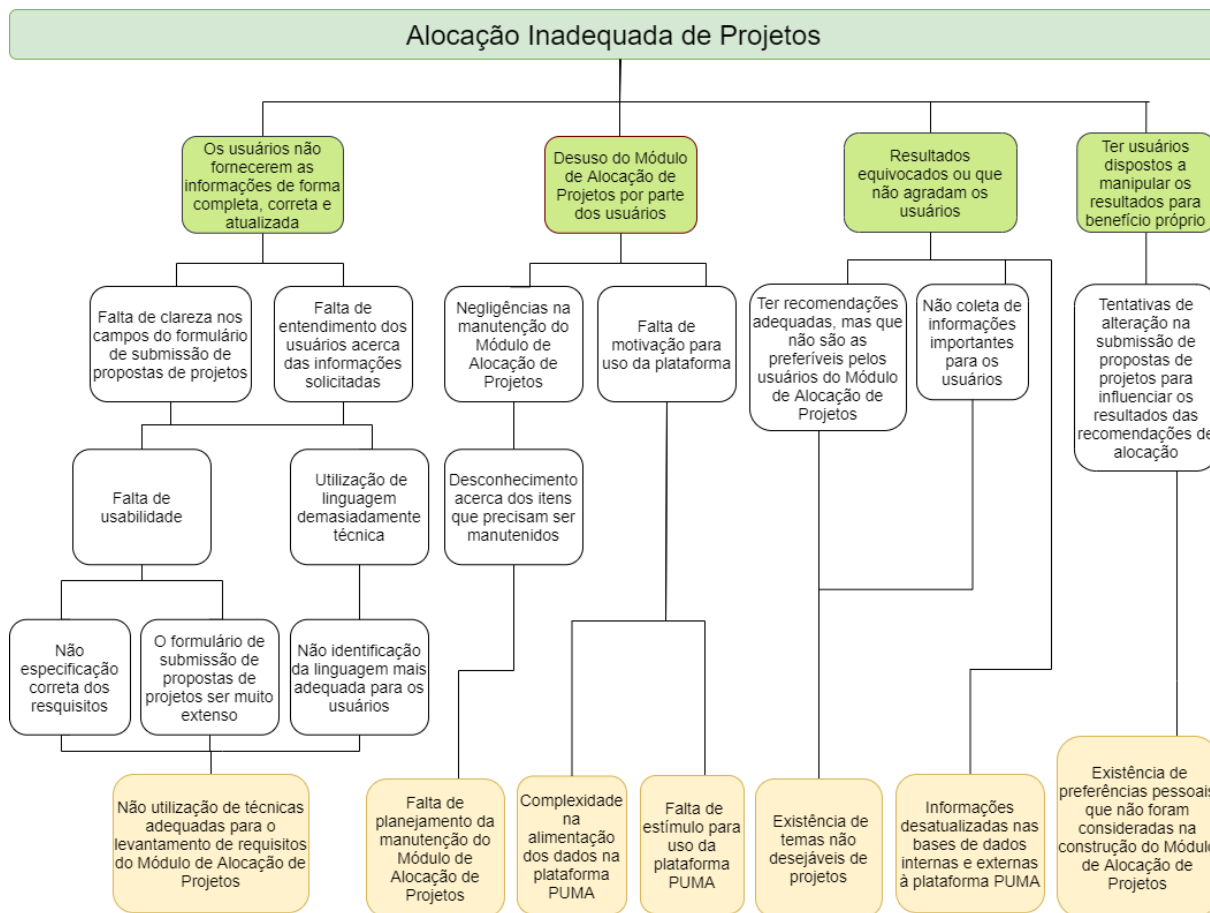 Alocação Inadequada de Projetos
Os usuários não
fornecerem as
informações de forma
completa, correta e
atualizada
Desuso do Módulo
de Alocação de
Projetos por parte
dos usuários
Resultados
equivocados ou que
não agradam os
usuários
Ter usuários
dispostos a
manipular os
resultados para
benefício próprio
Falta de clareza nos
campos do formulário
de submissão de
propostas de projetos
Falta de
entendimento dos
usuários acerca
das informações
solicitadas
Negligências na
manutenção do
Módulo de
Alocação de
Projetos
Falta de
motivação para
uso da plataforma
Ter recomendações
adequadas, mas que
não são as
preferíveis pelos
usuários do Módulo
de Alocação de
Projetos
Não coleta de
informações
importantes
para os
usuários
Tentativas de
alteração na
submissão de
propostas de
projetos para
influenciar os
resultados das
recomendações de
alocação
Falta de
usabilidade
Utilização de
linguagem
demasiadamente
técnica
Desconhecimento
acerca dos itens
que precisam ser
manutenidos
Não
especificação
correta dos
resquisitos
O formulário de
submissão de
propostas de
projetos ser muito
extenso
Não identificação
da linguagem mais
adequada para os
usuários
Não utilização de técnicas
adequadas para o
levantamento de requisitos
do Módulo de Alocação de
Projetos
Falta de
planejamento da
manutenção do
Módulo de
Alocação de
Projetos
Complexidade
na
alimentação
dos dados na
plataforma
PUMA
Falta de
estímulo para
uso da
plataforma
PUMA
Existência de
temas não
desejáveis de
projetos
Informações
desatualizadas nas
bases de dados
internas e externas
à plataforma PUMA
Existência de
preferências pessoais
que não foram
consideradas na
construção do Módulo
de Alocação de
Projetos